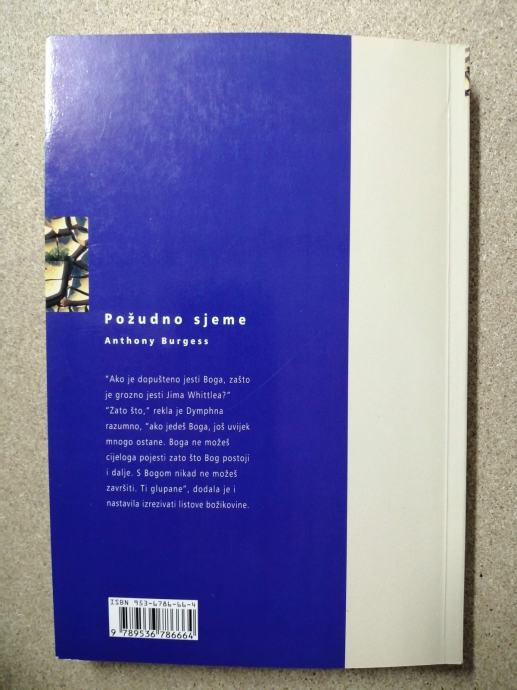 Požudno sjeme
Anthony Burgess
"Ako je dopušteno jesti Boga, zašto
je grozno jesti Jima Whittlea?"
"Zato što," rekla je Dymphna
razumno, "ako jedeš Boga, još uvijek
mnogo ostane. Boga ne možeš
cijeloga pojesti zato što Bog postoji
i dalje. S Bogom nikad ne možeš
završiti. Ti glupane", dodala je i
nastavila izrezivati listove božikovine.
ISBN 953-6786-66-4
9 789536 786664